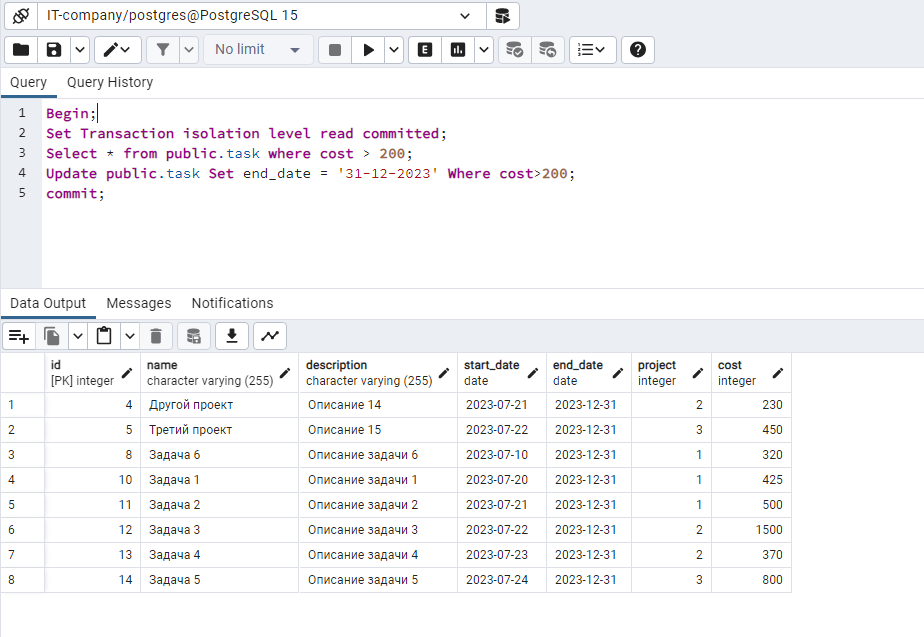 IT-company/postgres@PostgreSQL 15
No limit
E
Query Query History
1 Begin;
2 Set Transaction isolation level read committed;
3 Select * from public.task where cost > 200;
4 Update public.task Set end_date = '31-12-2023' Where cost>200;
5 commit;
Data Output Messages Notifications
id name description start_date end_date project cost
[PK] integer character varying (255) character varying (255) date date integer integer
1 4 Другой проект Описание 14 2023-07-21 2023-12-31 2 230
2 5 Третий проект Описание 15 2023-07-22 2023-12-31 3 450
3 8 Задача 6 Описание задачи 6 2023-07-10 2023-12-31 1 320
4 10 Задача 1 Описание задачи 1 2023-07-20 2023-12-31 1 425
5 11 Задача 2 Описание задачи 2 2023-07-21 2023-12-31 1 500
6 12 Задача 3 Описание задачи 3 2023-07-22 2023-12-31 2 1500
7 13 Задача 4 Описание задачи 4 2023-07-23 2023-12-31 2 370
8 14 Задача 5 Описание задачи 5 2023-07-24 2023-12-31 3 800